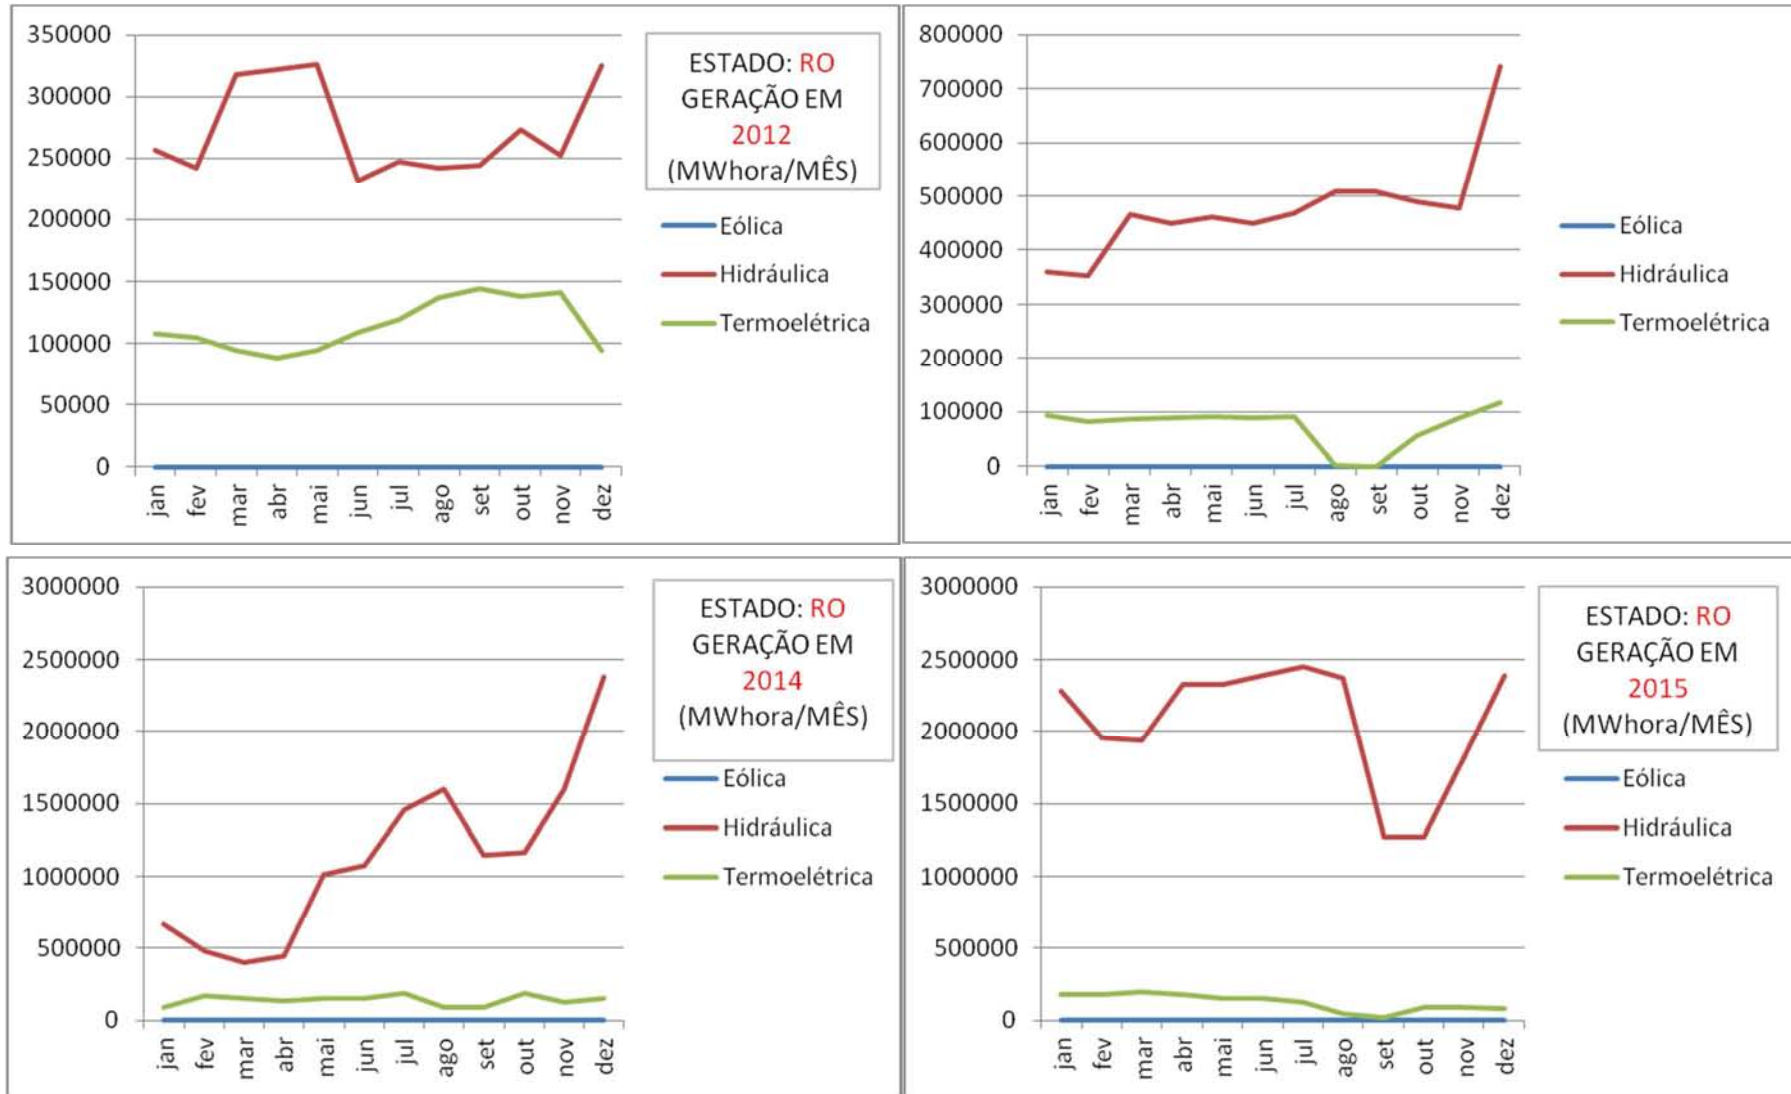 350000
300000
250000
200000
150000
100000
50000
0
jan
fev
mar
abr
mai
jun
jul
ago
set
out
nov
dez
ESTADO: RO
GERAÇÃO EM
2012
(MWhora/MÊS)
Eólica
Hidráulica
Termoelétrica
800000
700000
600000
500000
400000
300000
200000
100000
0
jan
fev
mar
abr
mai
jun
jul
ago
set
out
nov
dez
Eólica
Hidráulica
Termoelétrica
3000000
2500000
2000000
1500000
1000000
500000
0
jan
fev
mar
abr
mai
jun
jul
ago
set
out
nov
dez
ESTADO: RO
GERAÇÃO EM
2014
(MWhora/MÊS)
Eólica
Hidráulica
Termoelétrica
3000000
2500000
2000000
1500000
1000000
500000
0
jan
fev
mar
abr
mai
jun
jul
ago
set
out
nov
dez
ESTADO: RO
GERAÇÃO EM
2015
(MWhora/MÊS)
Eólica
Hidráulica
Termoelétrica